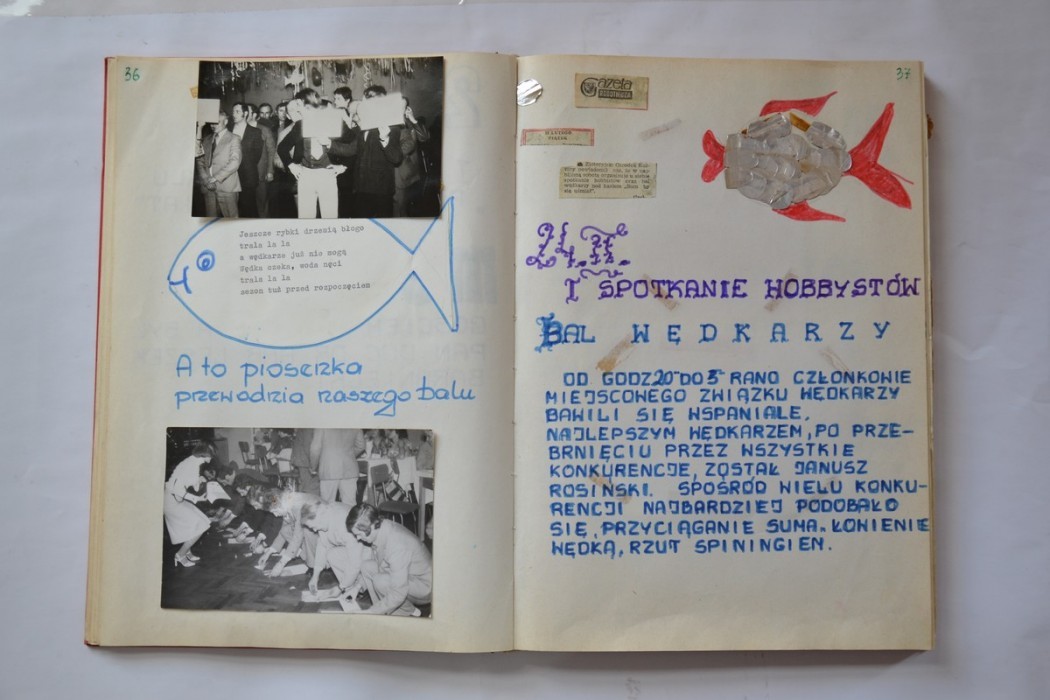 36
Jeszcze rybki drzemią błogo
trala la la
a wędkarze już nie mogą
Wędka czeka, woda nęci
trala la la
sezon tuż przed rozpoczęciem
A to piosenka
przewodnia naszego balu
37
Gazeta
24.II.
I SPOTKANIE HOBBYSTÓW
BAL WĘDKARZY
OD GODZ 20- DO 3- RANO CZŁONKOWIE
MIEJSCOWEGO ZWIĄZKU WĘDKARZY
BAWILI SIĘ WSPANIALE.
NAJLEPSZYM WĘDKARZEM, PO PRZE-
BRNIĘCIU PRZEZ WSZYSTKIE
KONKURENCJE, ZOSTAŁ JANUSZ
ROSIŃSKI. SPOŚRÓD WIELU KONKU-
RENCJI NAJBARDZIEJ PODOBAŁO
SIĘ, PRZYCIĄGANIE SUMA. ŁOWIENIE
WĘDKĄ, RZUT SPININGIEM.